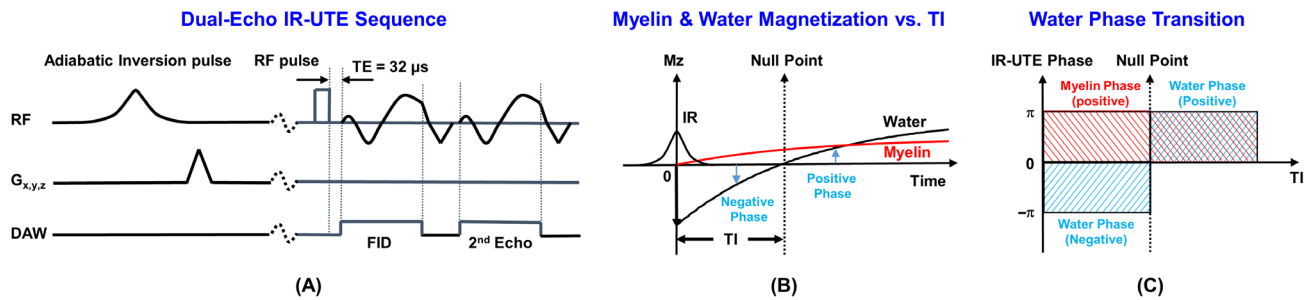 Dual-Echo IR-UTE Sequence
Adiabatic Inversion pulse
RF pulse
TE = 32 μs
RF
Gx,y,z
DAW
FID
2nd Echo
(A)
Myelin & Water Magnetization vs. TI
Mz
Null Point
IR
Water
Myelin
0
Time
Negative
Phase
Positive
Phase
TI
(B)
Water Phase Transition
IR-UTE Phase
Null Point
Myelin Phase
(positive)
Water Phase
(Positive)
π
0
TI
−π
Water Phase
(Negative)
(C)